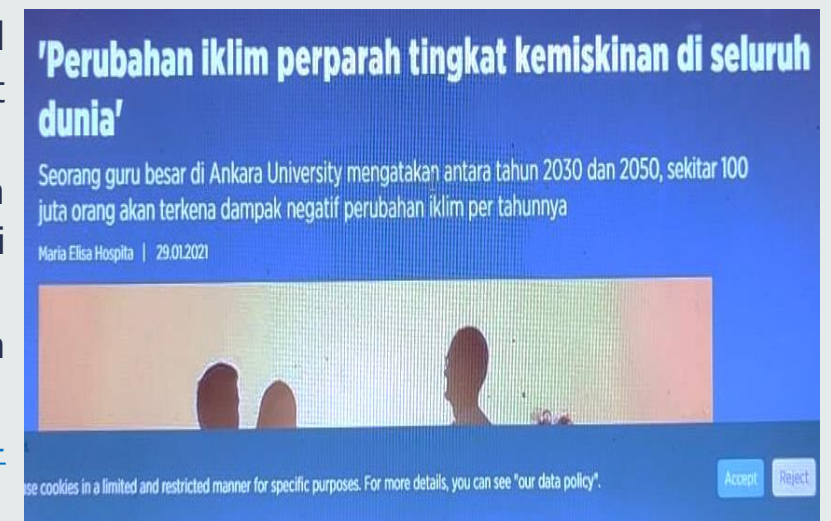 'Perubahan iklim perparah tingkat kemiskinan di seluruh
dunia'
Seorang guru besar di Ankara University mengatakan antara tahun 2030 dan 2050, sekitar 100
juta orang akan terkena dampak negatif perubahan iklim per tahunnya
Maria Elisa Hospita | 29.01.2021
use cookies in a limited and restricted manner for specific purposes. For more details, you can see "our data policy".
Accept
Reject